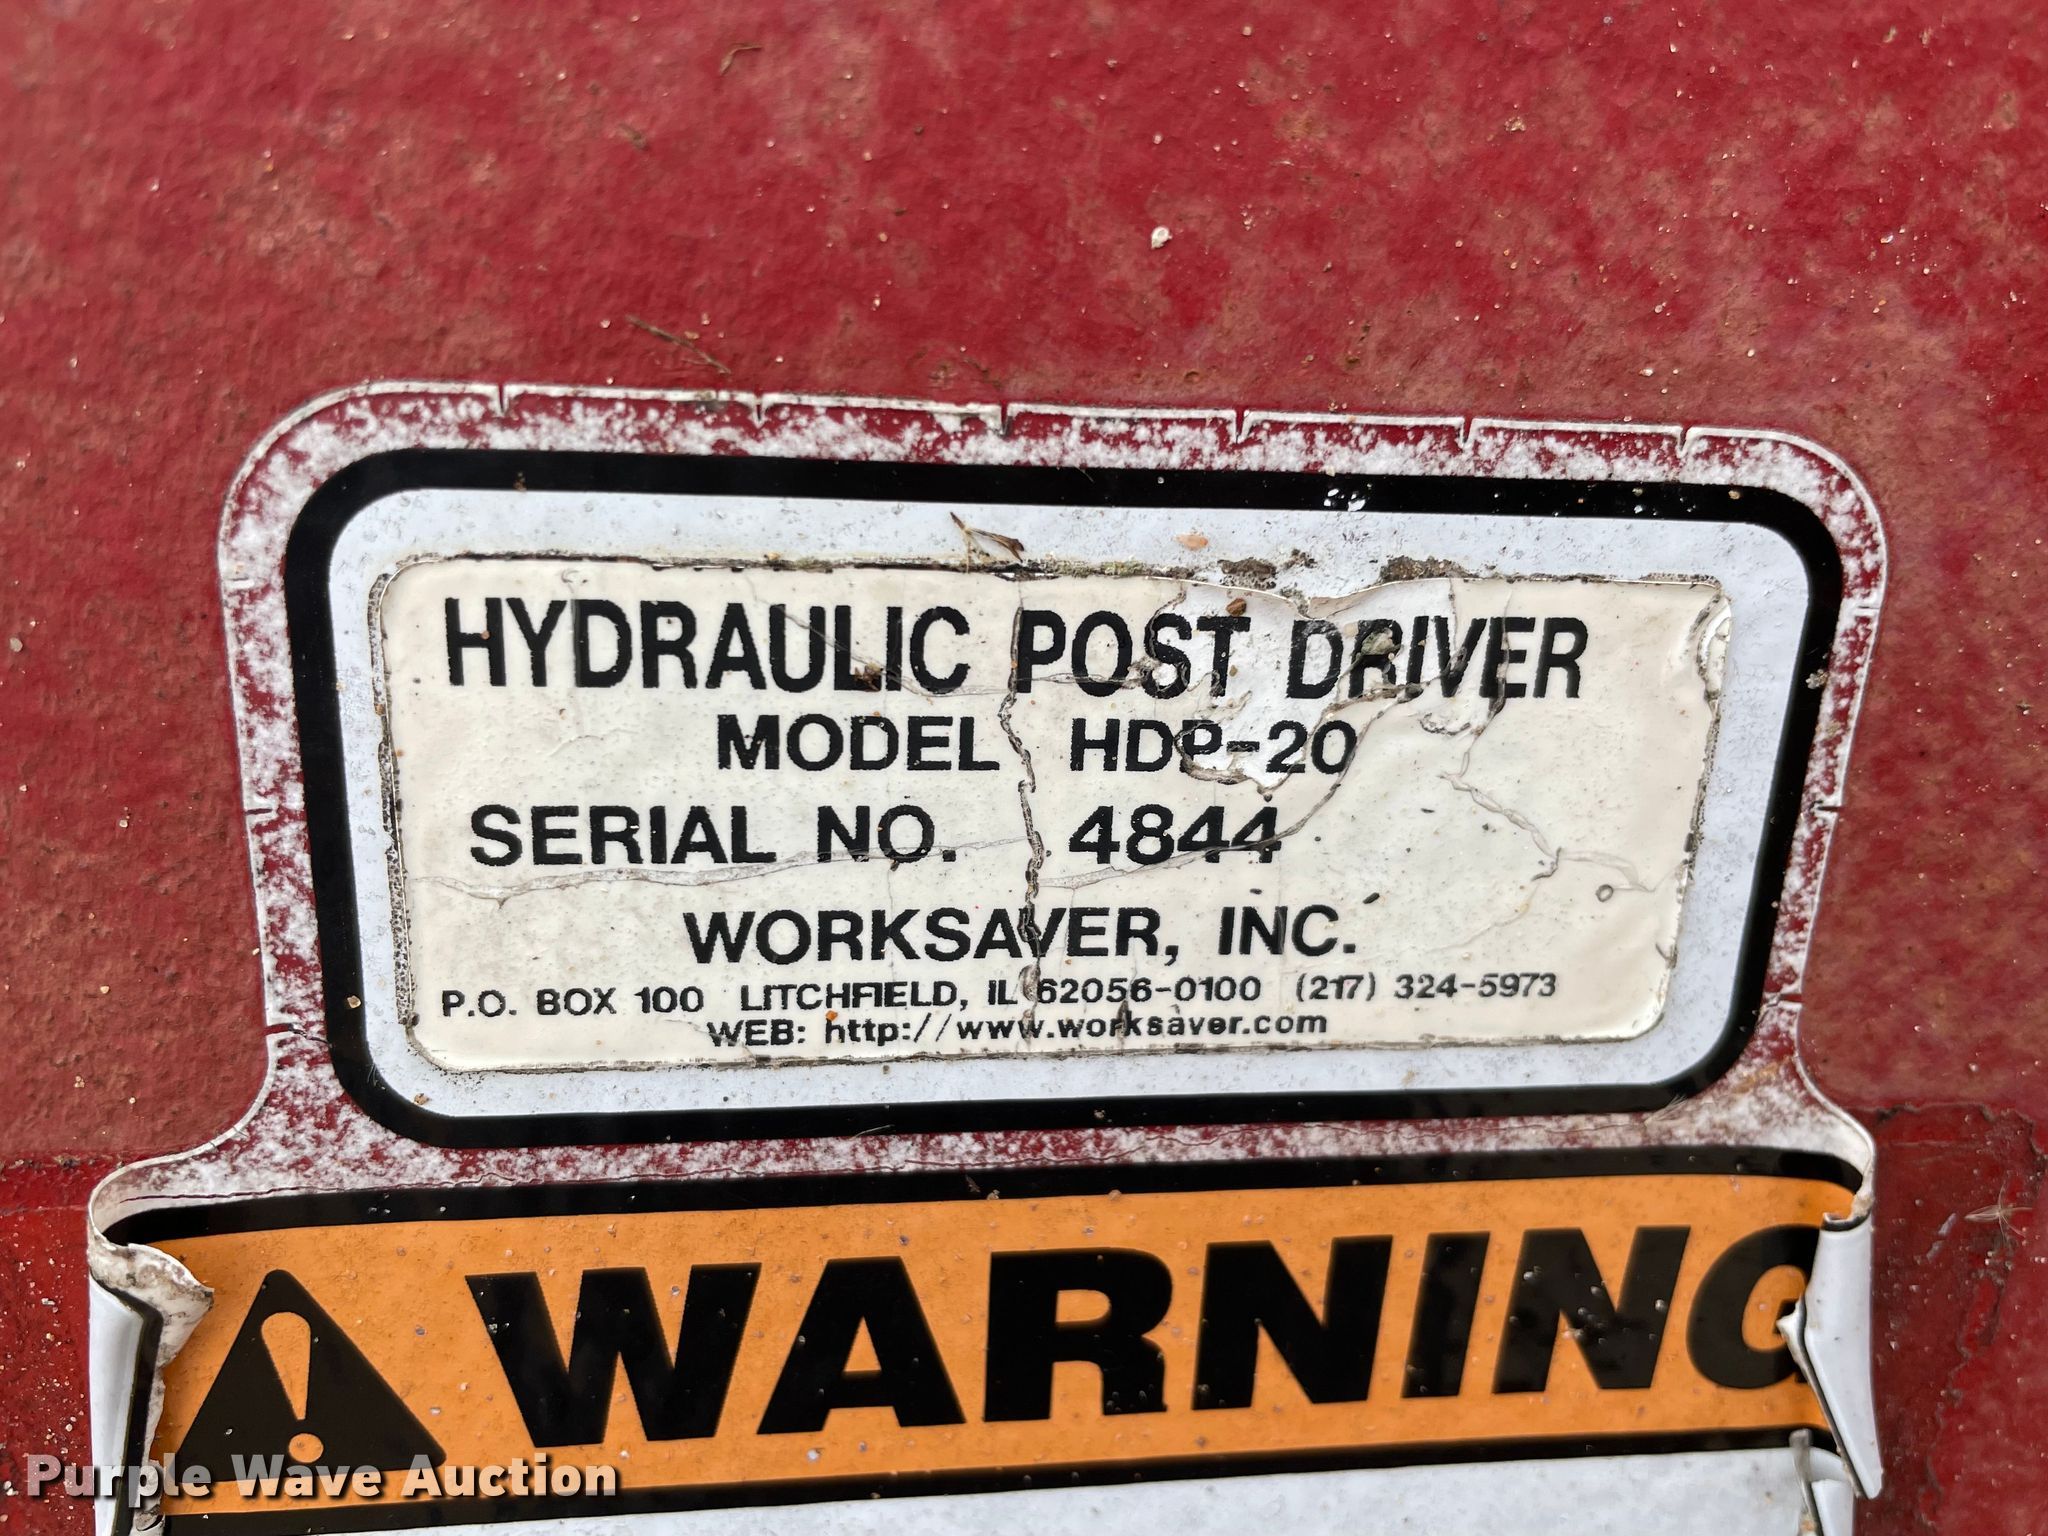 HYDRAULIC POST DRIVER
MODEL HDP-20
SERIAL NO. 4844
WORKSAVER, INC.
P.O. BOX 100 LITCHFIELD, IL 62056-0100 (217) 324-5973
WEB: http://www.worksaver.com
WARNING
Purple Wave Auction